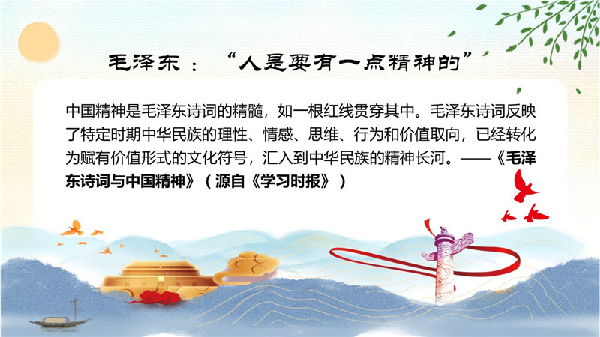 毛泽东：“人是要有一点精神的”
中国精神是毛泽东诗词的精髓，如一根红线贯穿其中。毛泽东诗词反映
了特定时期中华民族的理性、情感、思维、行为和价值取向，已经转化
为赋有价值形式的文化符号，汇入到中华民族的精神长河。——《毛泽
东诗词与中国精神》（源自《学习时报》）